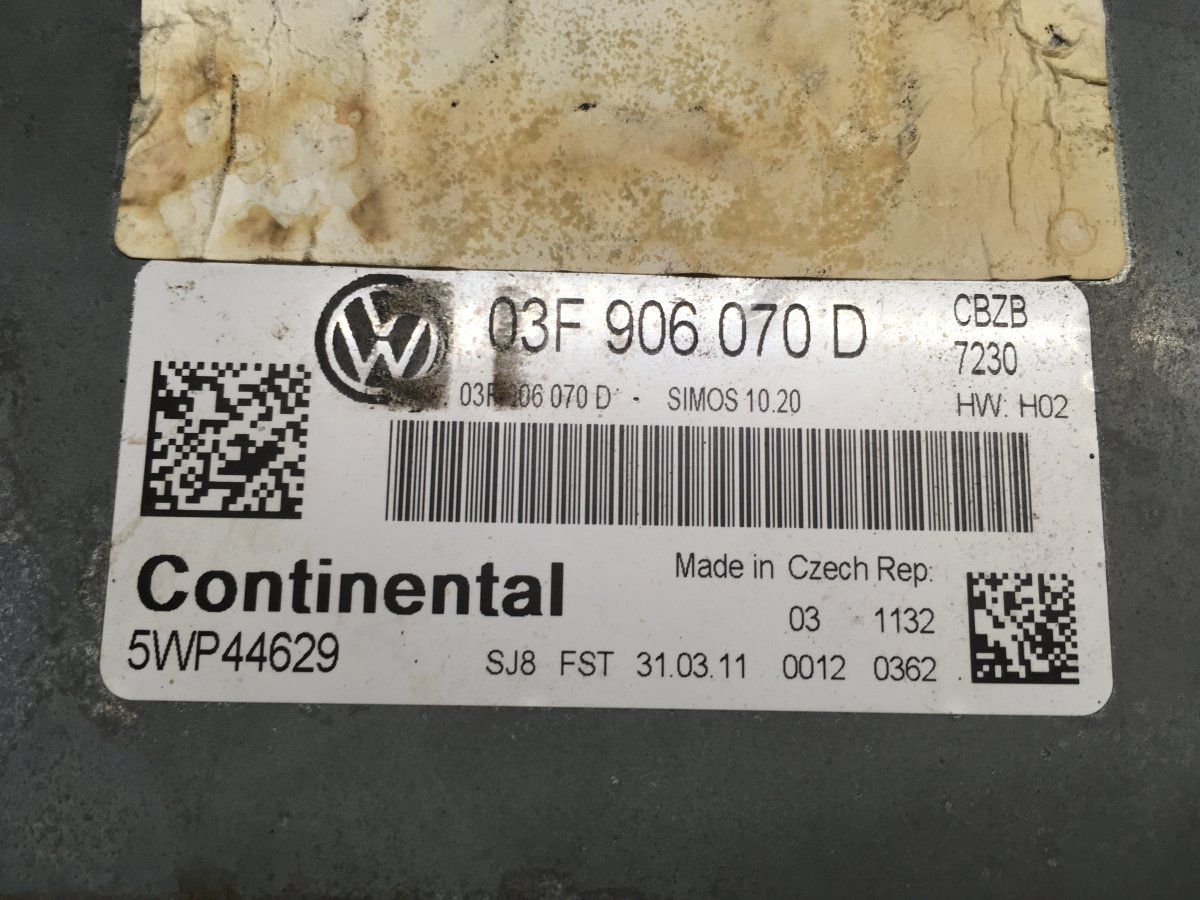 03F 906 070 D
CBZB
7230
03F 906 070 D - SIMOS 10.20
HW: H02
Continental
Made in Czech Rep.
03 1132
5WP44629
SJ8 FST 31.03.11 0012 0362